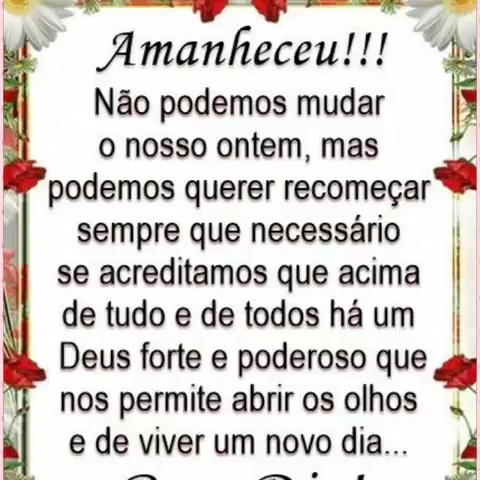 Amanheceu!!!
Não podemos mudar
o nosso ontem, mas
podemos querer recomeçar
sempre que necessário
se acreditamos que acima
de tudo e de todos há um
Deus forte e poderoso que
nos permite abrir os olhos
e de viver um novo dia...